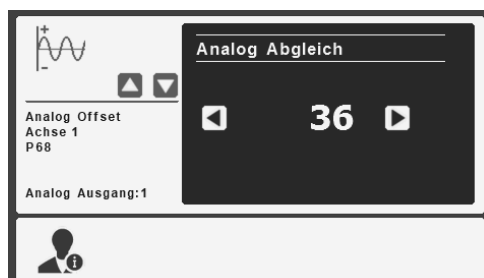 Analog Abgleich
Analog Offset
Achse 1
P68
36
Analog Ausgang:1